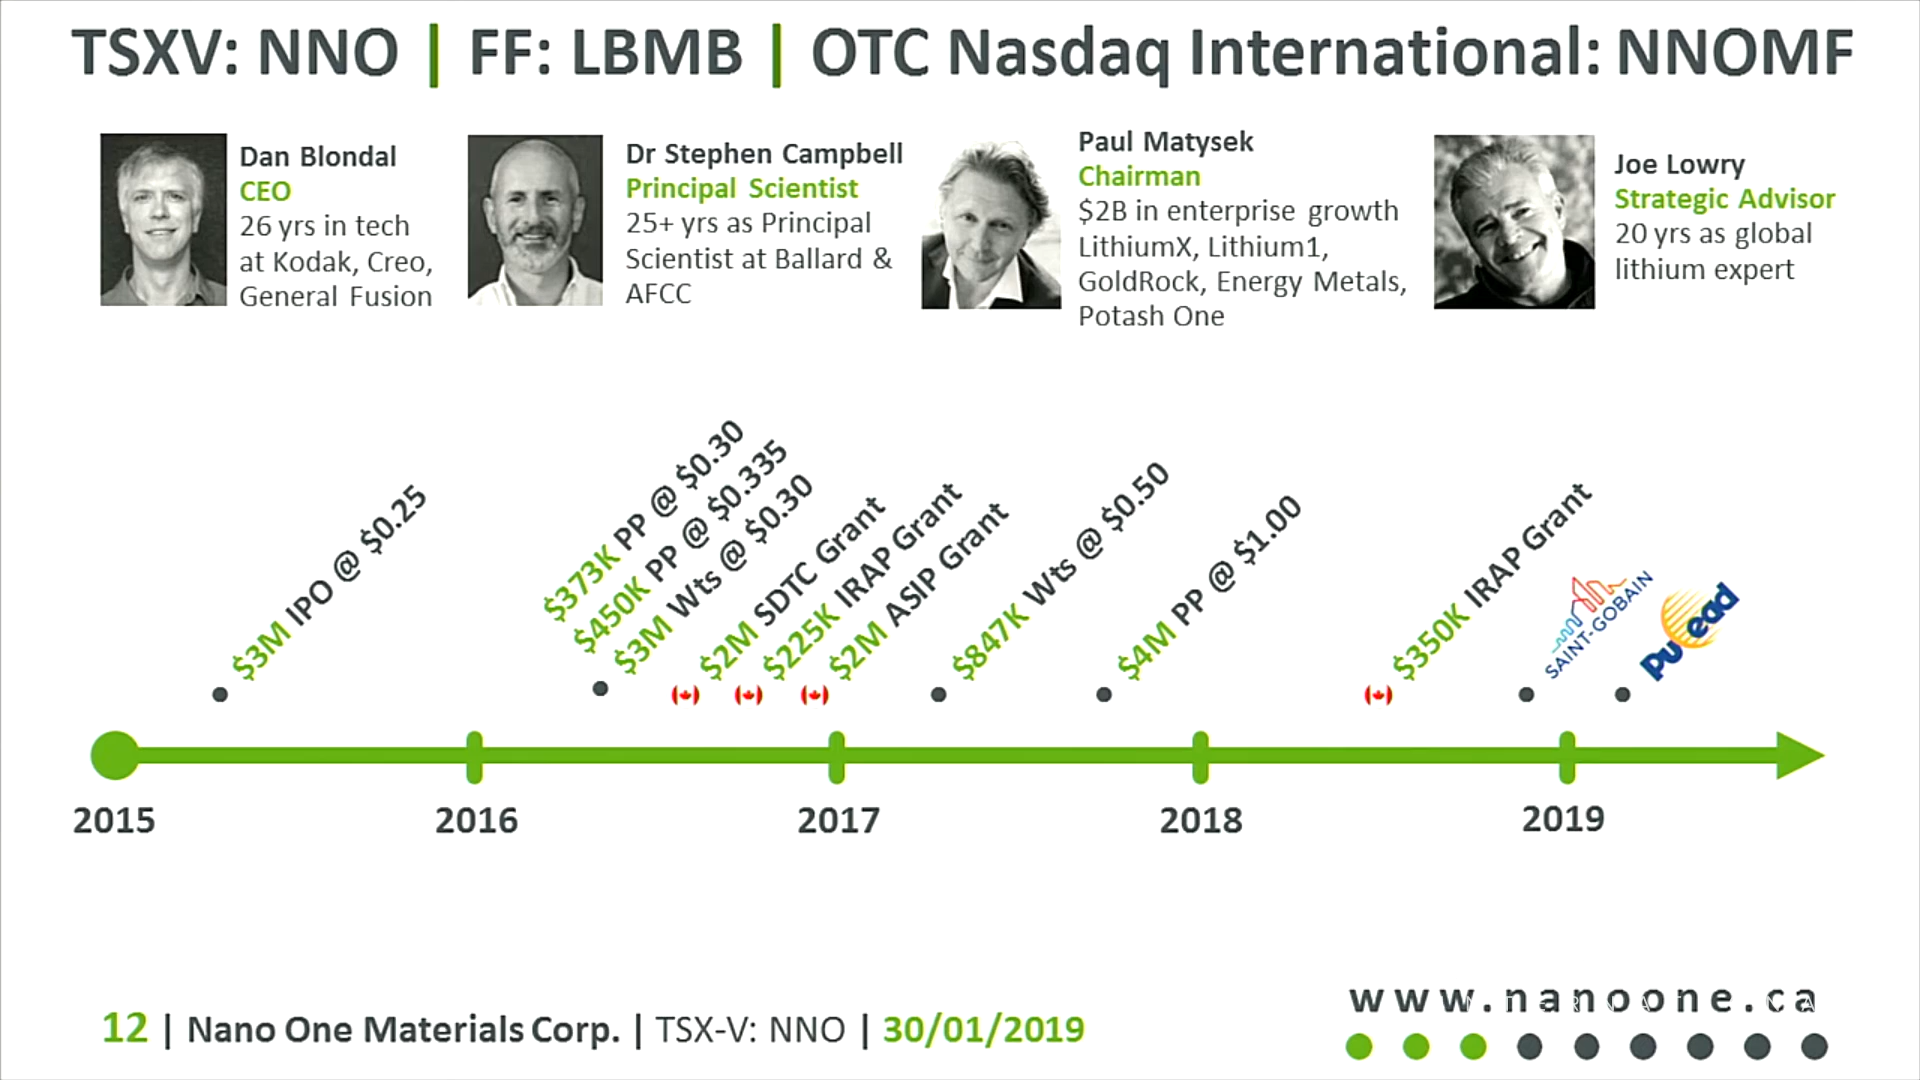 TSXV: NNO | FF: LBMB | OTC Nasdaq International: NNOMF
Dan Blondal
CEO
26 yrs in tech
at Kodak, Creo,
General Fusion
Dr Stephen Campbell
Principal Scientist
25+ yrs as Principal
Scientist at Ballard &
AFCC
Paul Matysek
Chairman
$2B in enterprise growth
LithiumX, Lithium1,
GoldRock, Energy Metals,
Potash One
Joe Lowry
Strategic Advisor
20 yrs as global
lithium expert
$3M IPO @ $0.25
$373K PP @ $0.30
$450K PP @ $0.335
$3M Wts @ $0.30
$2M SDTC Grant
$225K IRAP Grant
$2M ASIP Grant
$847K Wts @ $0.50
$4M PP @ $1.00
$350K IRAP Grant
SAINT-GOBAIN
pulead
2015
2016
2017
2018
2019
12 | Nano One Materials Corp. | TSX-V: NNO | 30/01/2019
www.nanoone.ca